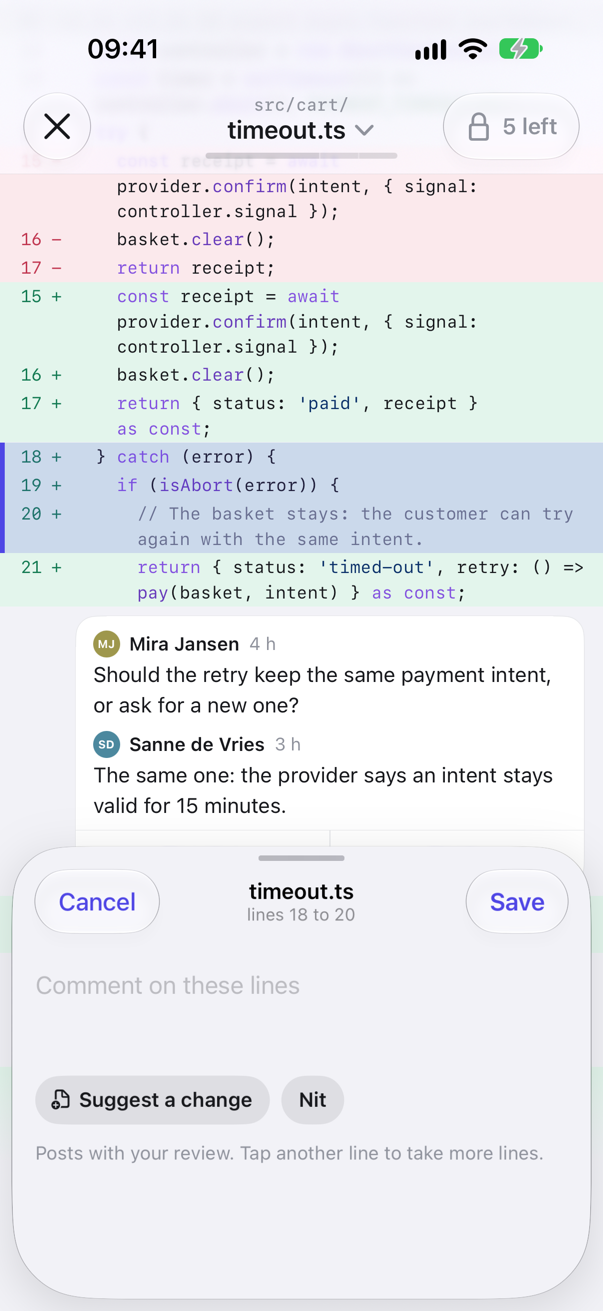 09:41
src/cart/
timeout.ts
5 left
15 - const receipt = await
provider.confirm(intent, { signal:
controller.signal });
16 − basket.clear();
17 − return receipt;
15 + const receipt = await
provider.confirm(intent, { signal:
controller.signal });
16 + basket.clear();
17 + return { status: 'paid', receipt }
as const;
18 + } catch (error) {
19 + if (isAbort(error)) {
20 + // The basket stays: the customer can try
again with the same intent.
21 + return { status: 'timed-out', retry: () =>
pay(basket, intent) } as const;
MJ Mira Jansen 4 h
Should the retry keep the same payment intent,
or ask for a new one?
SD Sanne de Vries 3 h
The same one: the provider says an intent stays
valid for 15 minutes.
Cancel
timeout.ts
lines 18 to 20
Save
Comment on these lines
Suggest a change
Nit
Posts with your review. Tap another line to take more lines.